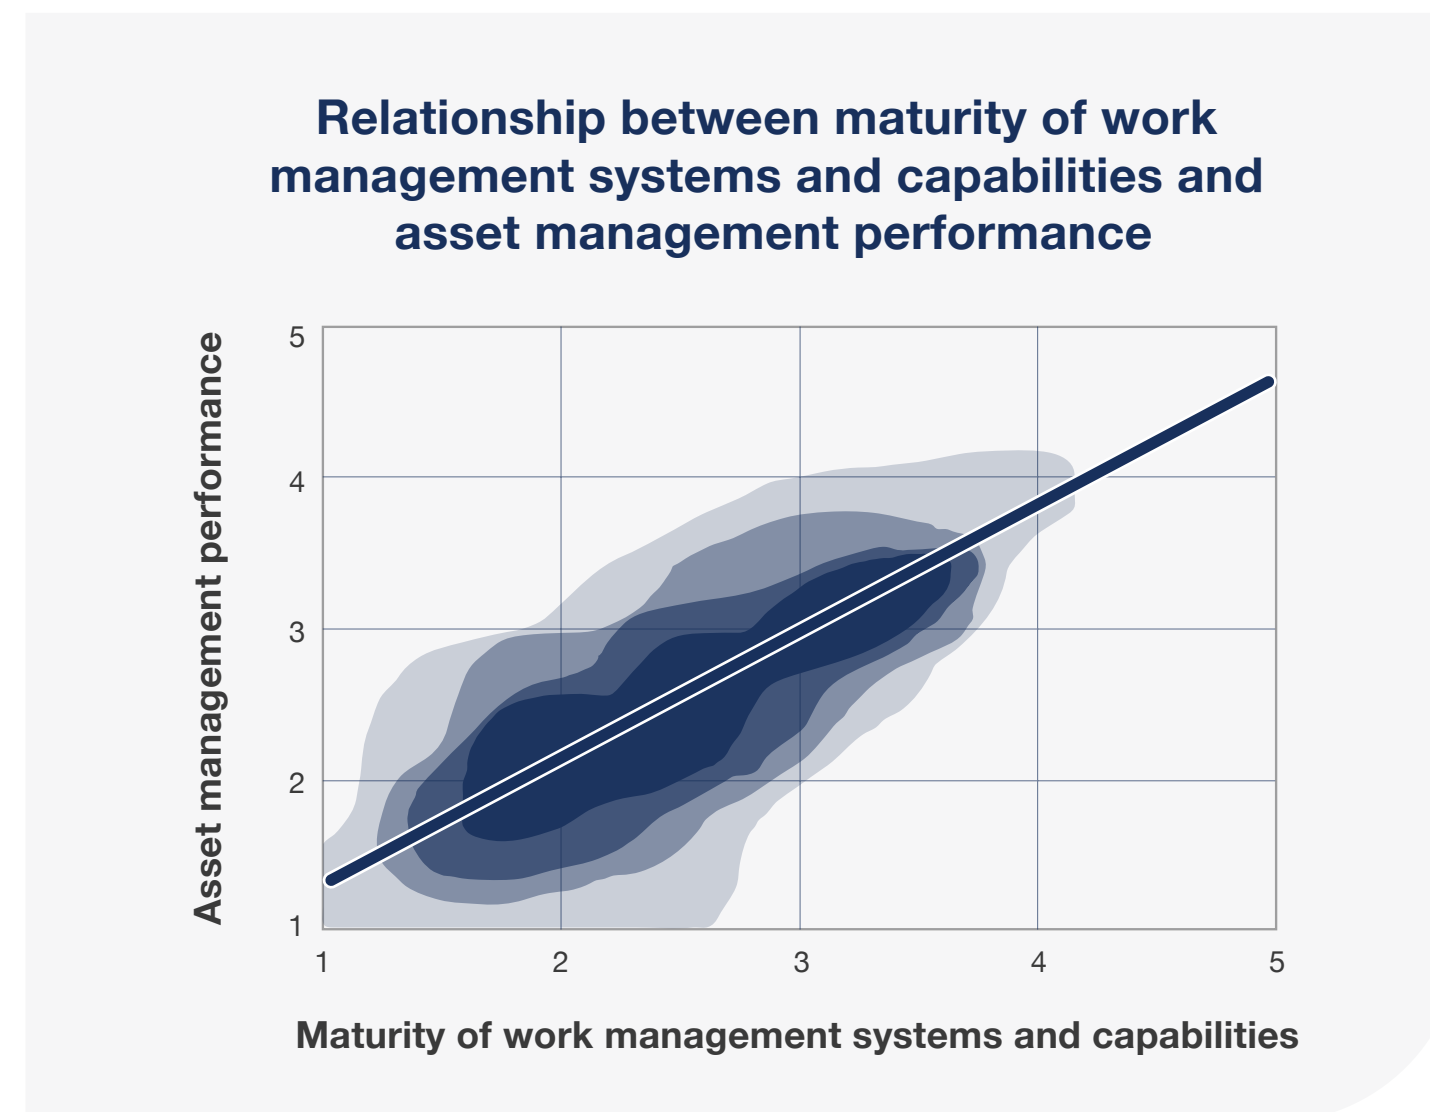 Relationship between maturity of work
management systems and capabilities and
asset management performance
Asset management performance
5
4
3
2
1
1 2 3 4 5
Maturity of work management systems and capabilities